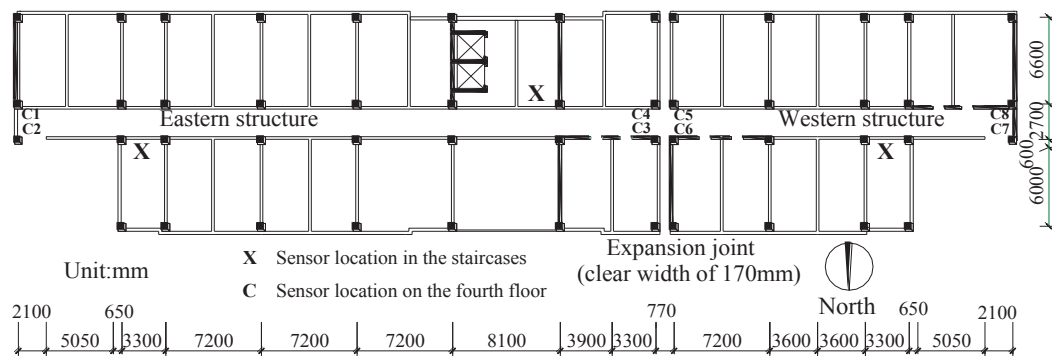 X
6600
C1 Eastern structure C4 C5 Western structure C8
C2 C3 C6 C7
2700
X X
600
6000
Expansion joint
(clear width of 170mm)
Unit:mm
X Sensor location in the staircases
C Sensor location on the fourth floor
North
2100 650 770 650 2100
5050 3300 7200 7200 7200 8100 3900 3300 7200 3600 3600 3300 5050